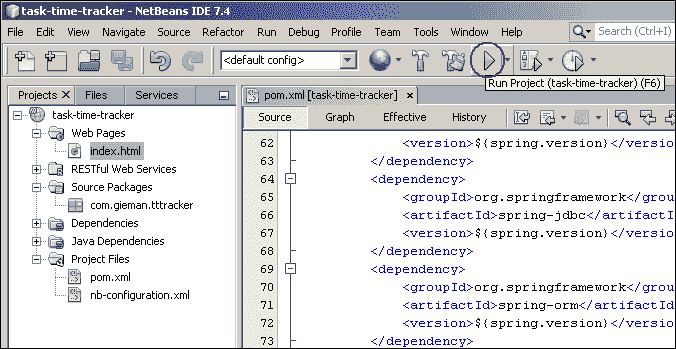 task-time-tracker - NetBeans IDE 7.4
File Edit View Navigate Source Refactor Run Debug Profile Team Tools Window Help Search (Ctrl+I)
<default config>
Run Project (task-time-tracker) (F6)
Projects Files Services
pom.xml [task-time-tracker]
Source Graph Effective History
task-time-tracker
Web Pages
index.html
RESTful Web Services
Source Packages
com.gieman.tttracker
Dependencies
Java Dependencies
Project Files
pom.xml
nb-configuration.xml
62 <version>${spring.version}</version
63 </dependency>
64 <dependency>
65 <groupId>org.springframework</group
66 <artifactId>spring-jdbc</artifactI
67 <version>${spring.version}</version
68 </dependency>
69 <dependency>
70 <groupId>org.springframework</group
71 <artifactId>spring-orm</artifactId
72 <version>${spring.version}</version
73 </dependency>